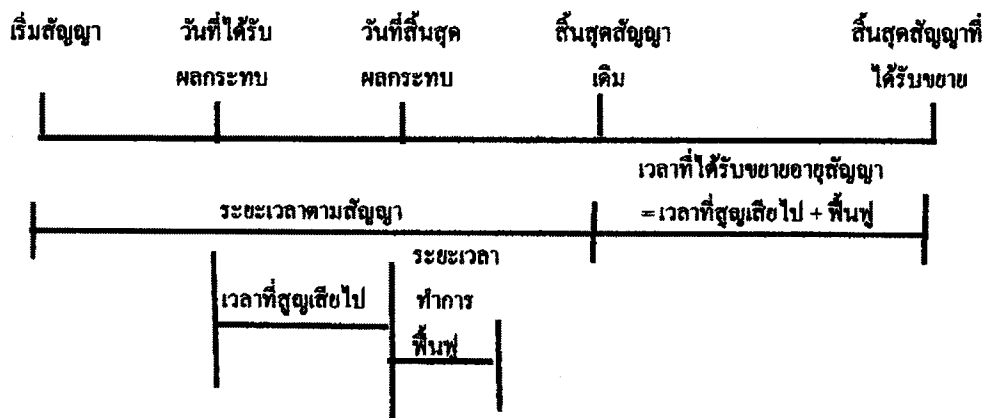 เริ่มสัญญา วันที่ได้รับ วันที่สิ้นสุด สิ้นสุดสัญญา สิ้นสุดสัญญาที่
ผลกระทบ ผลกระทบ เดิม ได้รับขยาย
เวลาที่ได้รับขยายอายุสัญญา
ระยะเวลาตามสัญญา = เวลาที่สูญเสียไป + ฟื้นฟู
ระยะเวลา
เวลาที่สูญเสียไป ทำการ
ฟื้นฟู